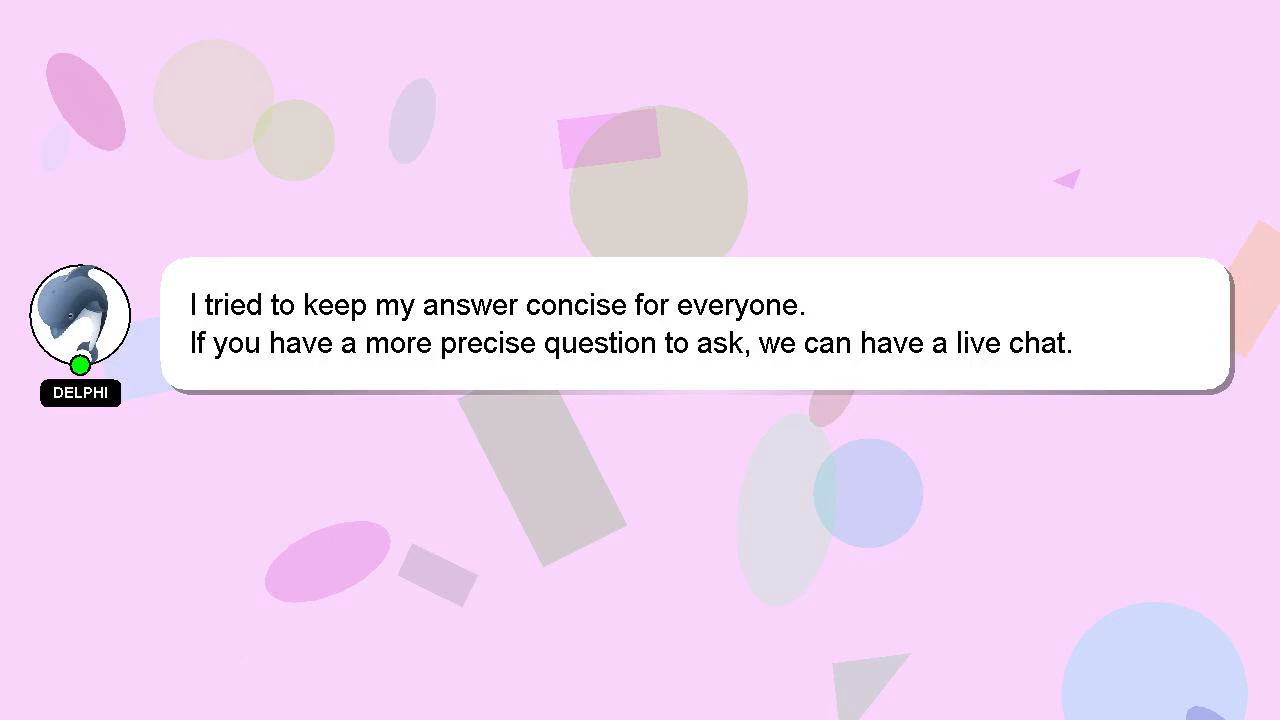 I tried to keep my answer concise for everyone.
If you have a more precise question to ask, we can have a live chat.
DELPHI